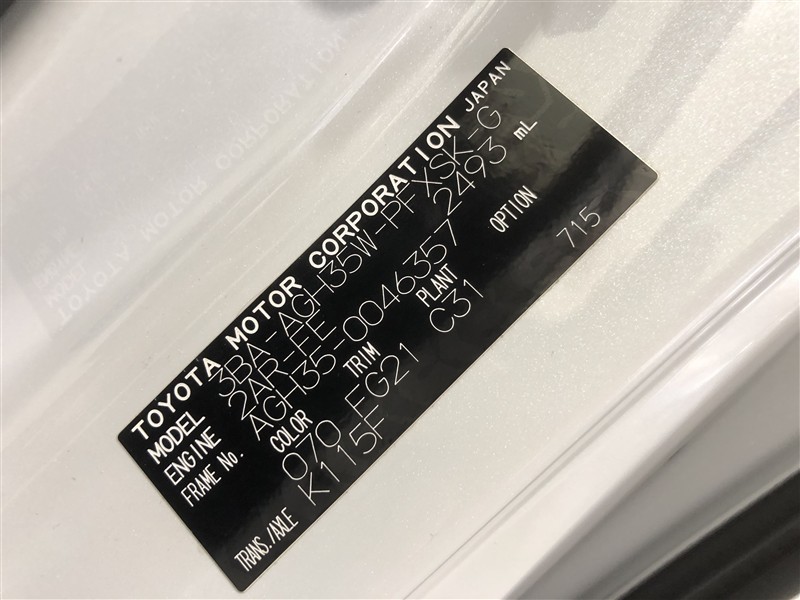 TOYOTA MOTOR CORPORATION JAPAN
MODEL 3BA-AGH35W-PFXSK-G
ENGINE 2AR-FE 2493 mL
FRAME No. AGH35-0046357
COLOR TRIM PLANT OPTION
070 FG21 C31 715
TRANS./AXLE K115F